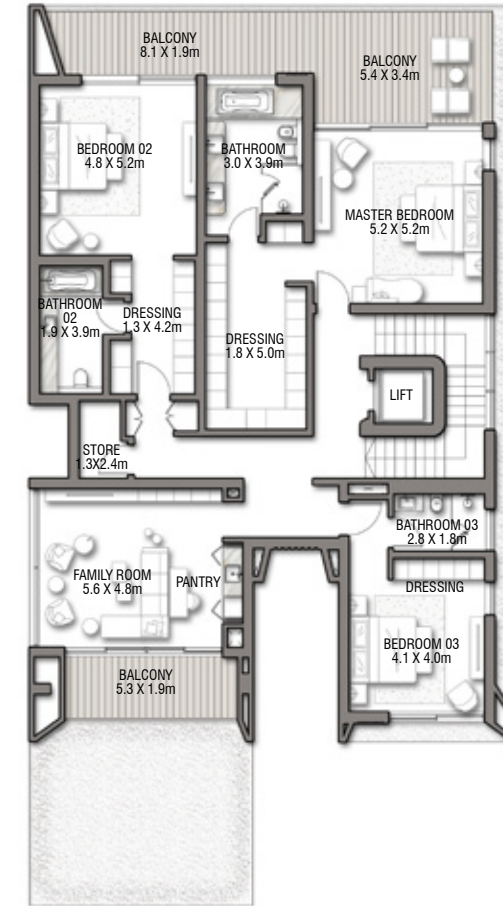 BALCONY
8.1 X 1.9m
BALCONY
5.4 X 3.4m
BEDROOM 02
4.8 X 5.2m
BATHROOM
3.0 X 3.9m
MASTER BEDROOM
5.2 X 5.2m
BATHROOM
02
1.9 X 3.9m
DRESSING
1.3 X 4.2m
DRESSING
1.8 X 5.0m
LIFT
STORE
1.3X2.4m
BATHROOM 03
2.8 X 1.8m
FAMILY ROOM
5.6 X 4.8m
PANTRY
DRESSING
BEDROOM 03
4.1 X 4.0m
BALCONY
5.3 X 1.9m